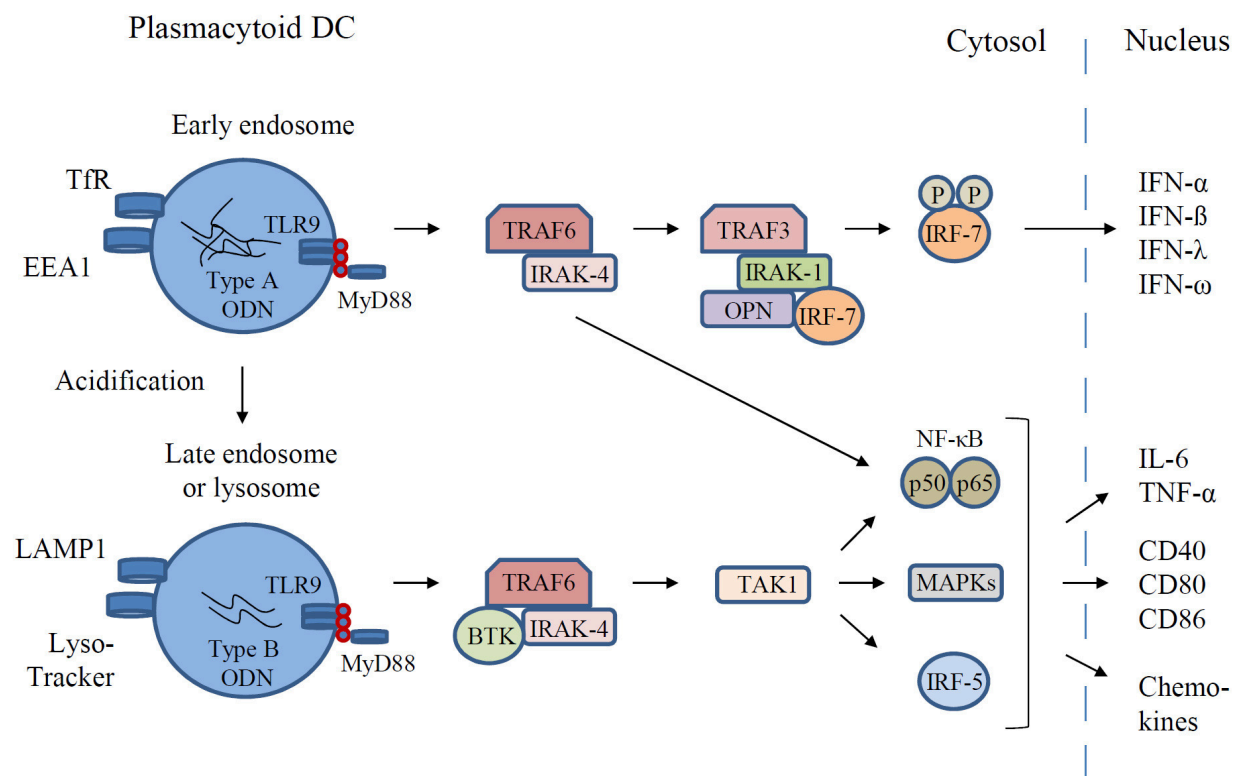 Plasmacytoid DC
Cytosol
Nucleus
Early endosome
TfR
EEA1
TLR9
Type A
ODN
MyD88
TRAF6
IRAK-4
TRAF3
IRAK-1
OPN
IRF-7
P
P
IRF-7
IFN-α
IFN-ß
IFN-λ
IFN-ω
Acidification
Late endosome
or lysosome
LAMP1
Lyso-
Tracker
TLR9
Type B
ODN
MyD88
TRAF6
BTK
IRAK-4
TAK1
NF-κB
p50
p65
MAPKs
IRF-5
IL-6
TNF-α
CD40
CD80
CD86
Chemo-
kines